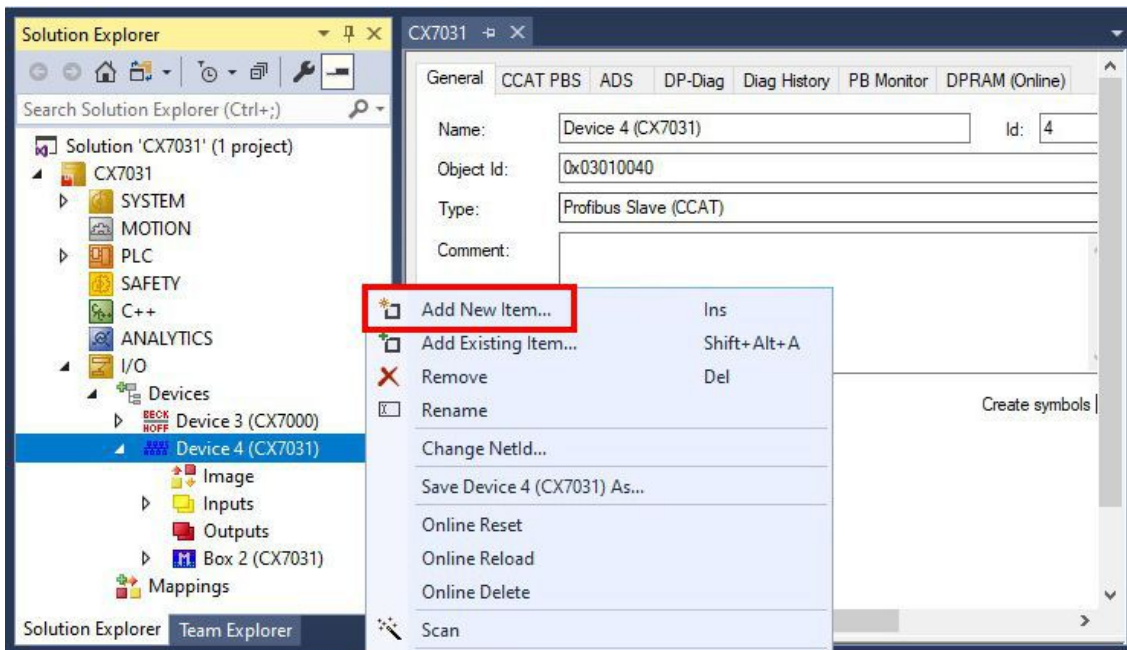 Solution Explorer
CX7031
Search Solution Explorer (Ctrl+;)
Solution 'CX7031' (1 project)
CX7031
SYSTEM
MOTION
PLC
SAFETY
C++
ANALYTICS
I/O
Devices
BECK
HOFF
Device 3 (CX7000)
Device 4 (CX7031)
Image
Inputs
Outputs
Box 2 (CX7031)
Mappings
Solution Explorer Team Explorer
General CCAT PBS ADS DP-Diag Diag History PB Monitor DPRAM (Online)
Name: Device 4 (CX7031) Id: 4
Object Id: 0x03010040
Type: Profibus Slave (CCAT)
Comment:
Create symbols
Add New Item... Ins
Add Existing Item... Shift+Alt+A
Remove Del
Rename
Change NetId...
Save Device 4 (CX7031) As...
Online Reset
Online Reload
Online Delete
Scan